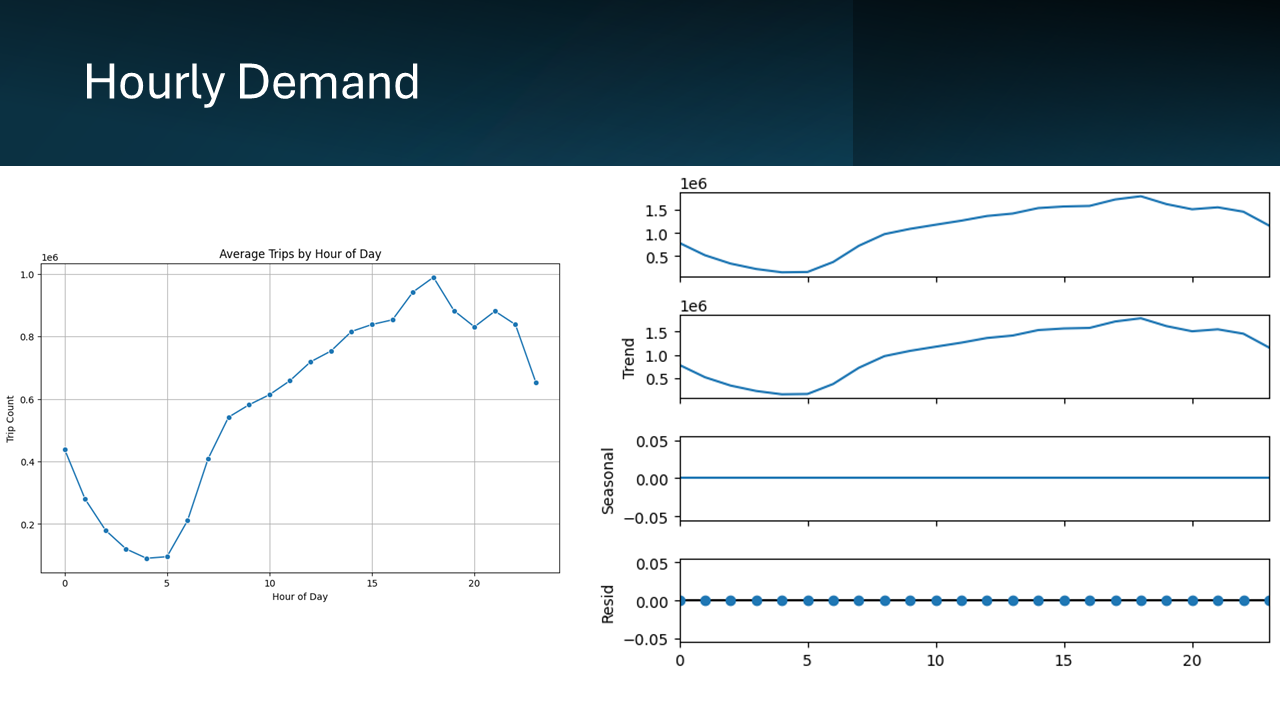 Hourly Demand
Average Trips by Hour of Day
1e6
1.0
0.8
0.6
0.4
0.2
Trip Count
0 5 10 15 20
Hour of Day
1e6
1.5
1.0
0.5
1e6
1.5
1.0
0.5
Trend
0.05
0.00
−0.05
Seasonal
0.05
0.00
−0.05
Resid
0 5 10 15 20